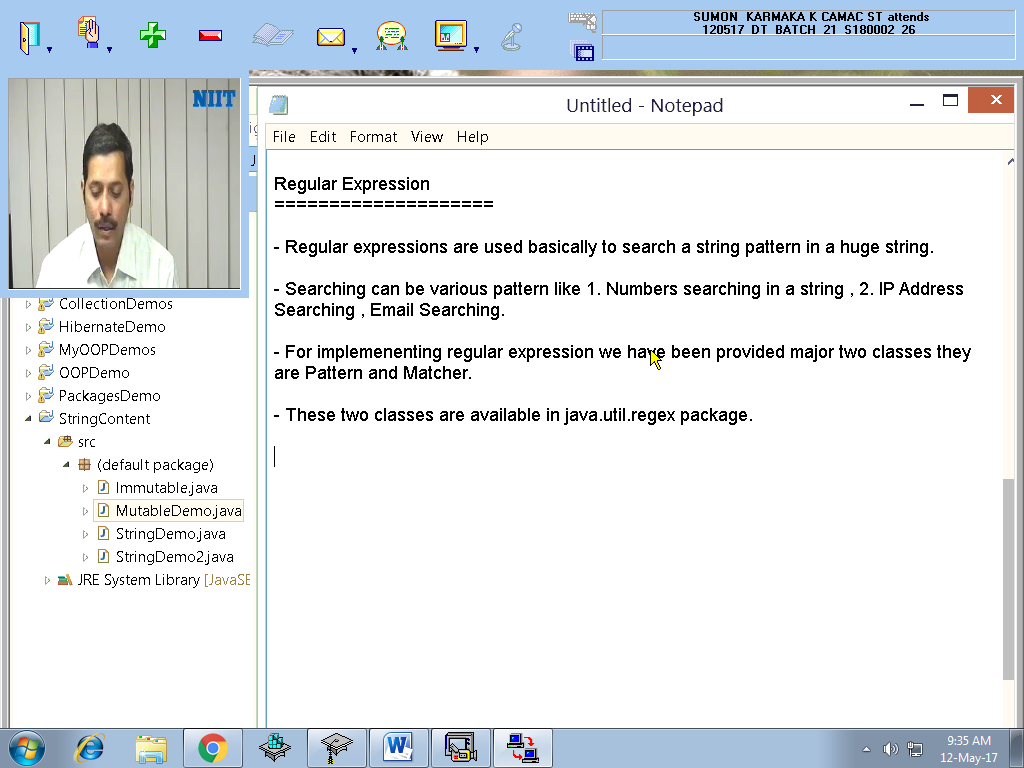 SUMON KARMAKA K CAMAC ST attends
120517 DT BATCH 21 S180002 26
NIIT
Untitled - Notepad
File Edit Format View Help
Regular Expression
====================
- Regular expressions are used basically to search a string pattern in a huge string.
- Searching can be various pattern like 1. Numbers searching in a string , 2. IP Address
Searching , Email Searching.
- For implemenenting regular expression we have been provided major two classes they
are Pattern and Matcher.
- These two classes are available in java.util.regex package.
CollectionDemos
HibernateDemo
MyOOPDemos
OOPDemo
PackagesDemo
StringContent
src
(default package)
Immutable.java
MutableDemo.java
StringDemo.java
StringDemo2.java
JRE System Library [JavaSE
9:35 AM
12-May-17